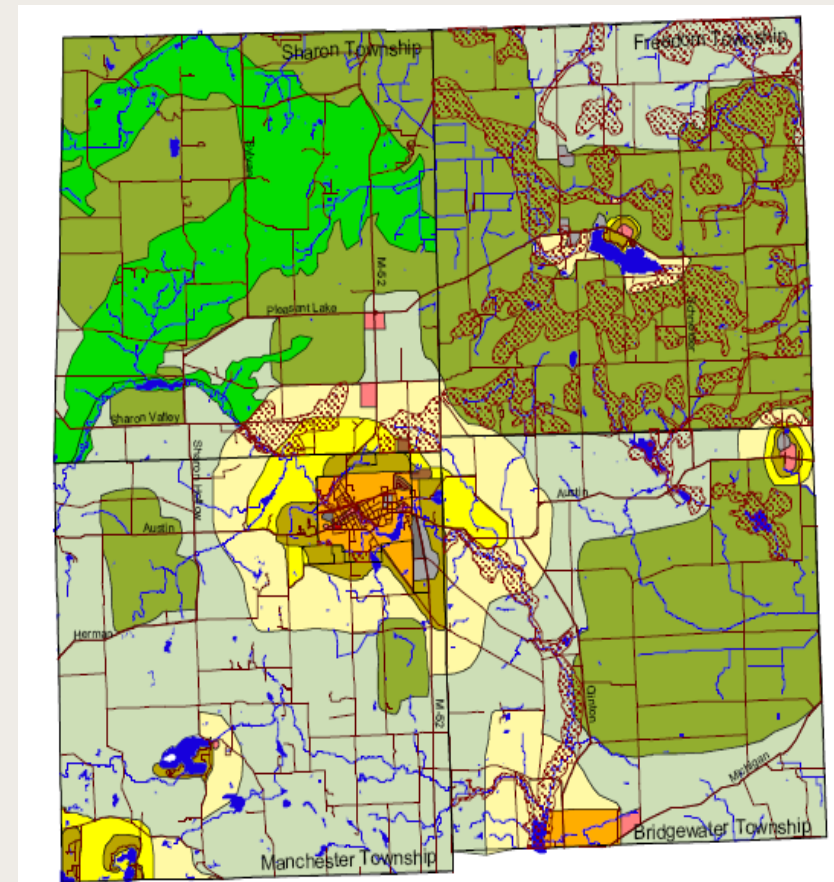 Sharon Township
Freedom Township
M-52
Pleasant Lake
Schneider
Sharon Valley
Sharon Hollow
Austin
Austin
Herman
M-52
Clinton
Michigan
Manchester Township
Bridgewater Township